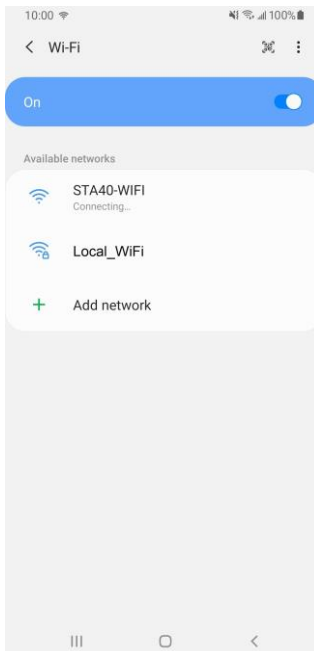 10:00 100%
Wi-Fi
On
Available networks
STA40-WIFI
Connecting...
Local_WiFi
Add network